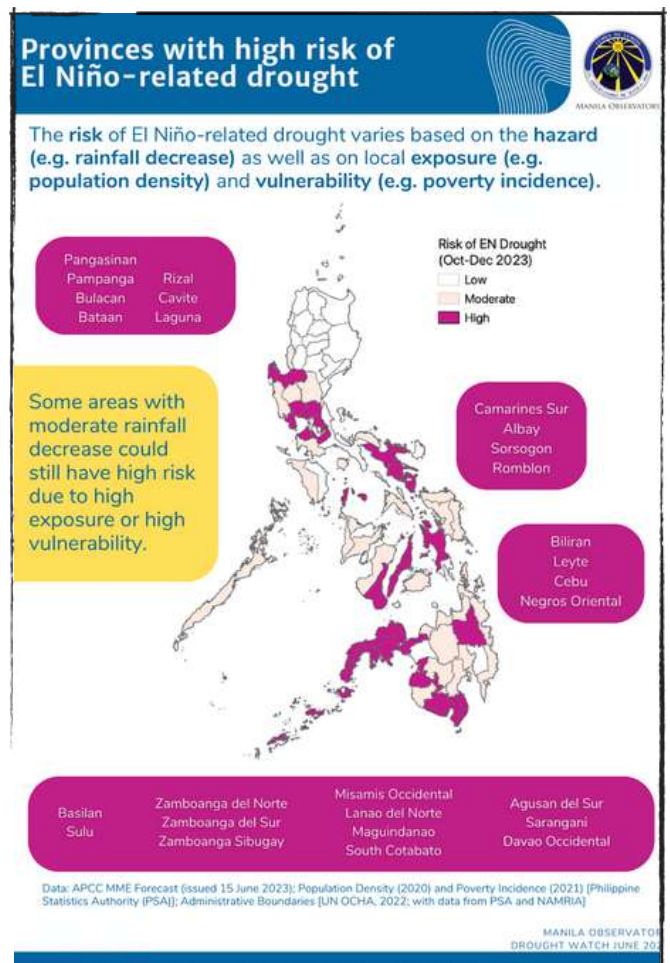 Provinces with high risk of
El Niño-related drought
MANILA OBSERVATORY
The risk of El Niño-related drought varies based on the hazard
(e.g. rainfall decrease) as well as on local exposure (e.g.
population density) and vulnerability (e.g. poverty incidence).
Pangasinan
Pampanga Rizal
Bulacan Cavite
Bataan Laguna
Risk of EN Drought
(Oct-Dec 2023)
Low
Moderate
High
Some areas with
moderate rainfall
decrease could
still have high risk
due to high
exposure or high
vulnerability.
Camarines Sur
Albay
Sorsogon
Romblon
Biliran
Leyte
Cebu
Negros Oriental
Basilan
Sulu
Zamboanga del Norte
Zamboanga del Sur
Zamboanga Sibugay
Misamis Occidental
Lanao del Norte
Maguindanao
South Cotabato
Agusan del Sur
Sarangani
Davao Occidental
Data: APCC MME Forecast (issued 15 June 2023); Population Density (2020) and Poverty Incidence (2021) [Philippine
Statistics Authority (PSA)]; Administrative Boundaries [UN OCHA, 2022; with data from PSA and NAMRIA]
MANILA OBSERVATO
DROUGHT WATCH JUNE 202